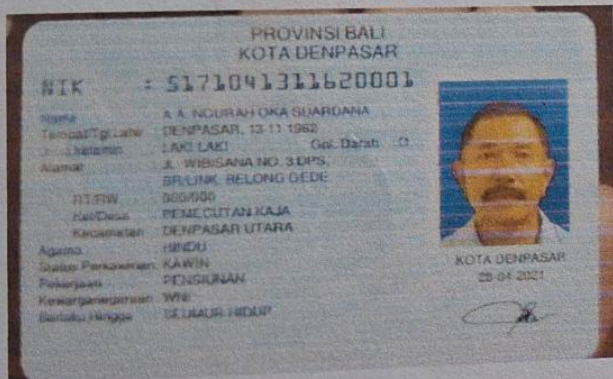 PROVINSI BALI
KOTA DENPASAR
NIK : 5171041311620001
Nama : A.A. NGURAH OKA SUARDANA
Tempat/Tgl Lahir : DENPASAR, 13-11-1962
Jenis kelamin : LAKI-LAKI Gol. Darah : O
Alamat : JL. WIBISANA NO. 3 DPS,
BR/LINK. BELONG GEDE
RT/RW : 000/000
Kel/Desa : PEMECUTAN KAJA
Kecamatan : DENPASAR UTARA
Agama : HINDU
Status Perkawinan: KAWIN
Pekerjaan : PENSIUNAN
Kewarganegaraan: WNI
Berlaku Hingga : SEUMUR HIDUP
KOTA DENPASAR
28-04-2021